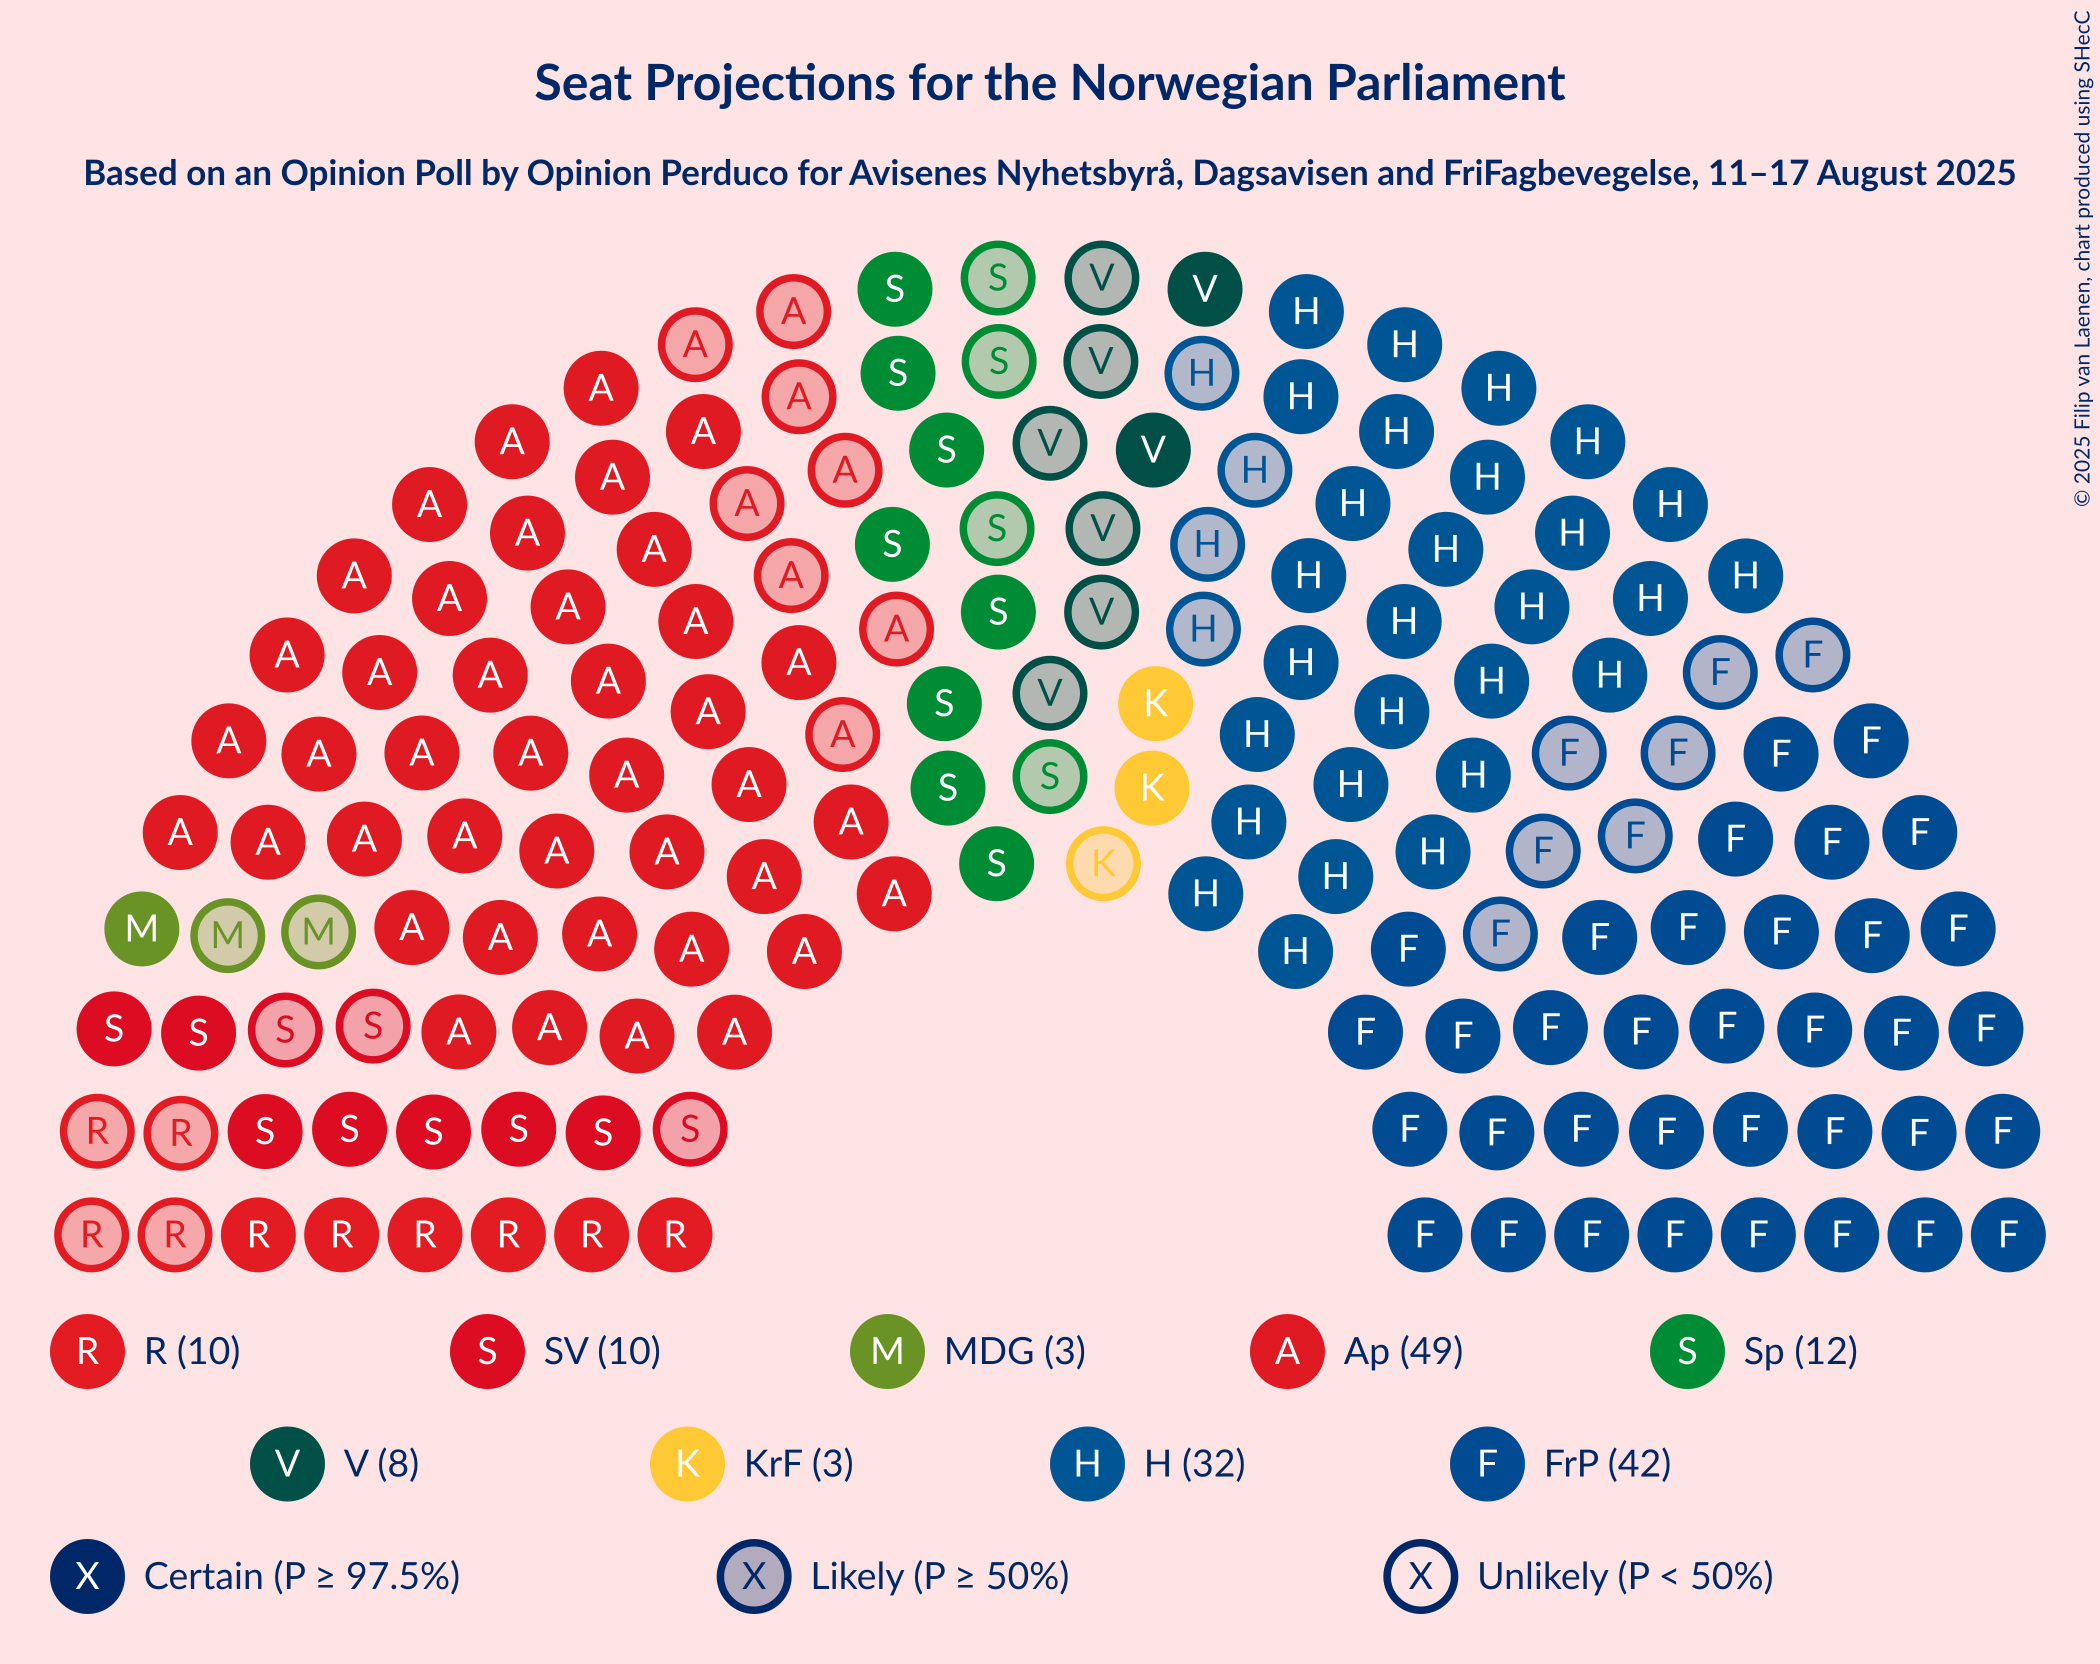 Seat Projections for the Norwegian Parliament
Based on an Opinion Poll by Opinion Perduco for Avisenes Nyhetsbyrå, Dagsavisen and FriFagbevegelse, 11–17 August 2025
© 2025 Filip van Laenen, chart produced using SHecC
S S V V
A A H H
A S S V H H H
A A A S V V H H H H
A A A A S S V H H H H H
A A A A A S V H H H H H
A A A A A A S V K H H H H F F
A A A A A A A S S K H H H F F F F
A A A A A A A A S K H H H F F F F F
M M M A A A A A A H H F F F F F F F
S S S S A A A A F F F F F F F F
R R S S S S S S F F F F F F F F
R R R R R R R R F F F F F F F F
R R (10) S SV (10) M MDG (3) A Ap (49) S Sp (12)
V V (8) K KrF (3) H H (32) F FrP (42)
X Certain (P ≥ 97.5%) X Likely (P ≥ 50%) X Unlikely (P < 50%)